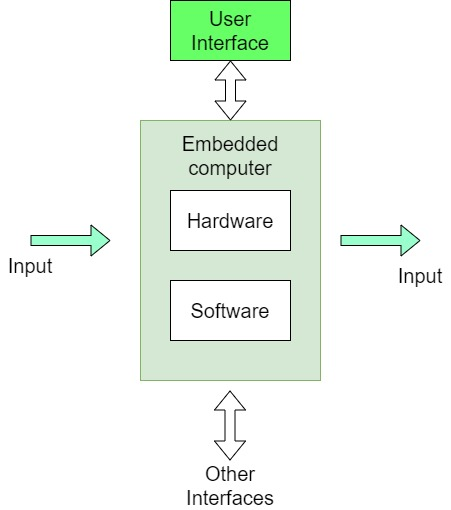 User
Interface
Embedded
computer
Hardware
Input
Input
Software
Other
Interfaces